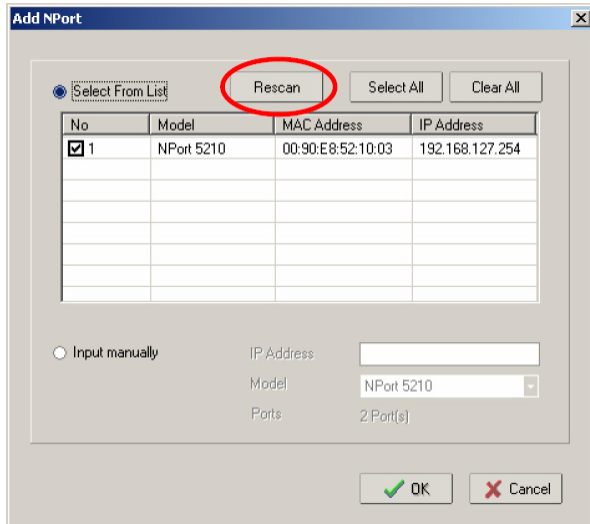 Add NPort
Select From List Rescan Select All Clear All
No Model MAC Address IP Address
1 NPort 5210 00:90:E8:52:10:03 192.168.127.254
Input manually IP Address
Model NPort 5210
Ports 2 Port(s)
OK Cancel